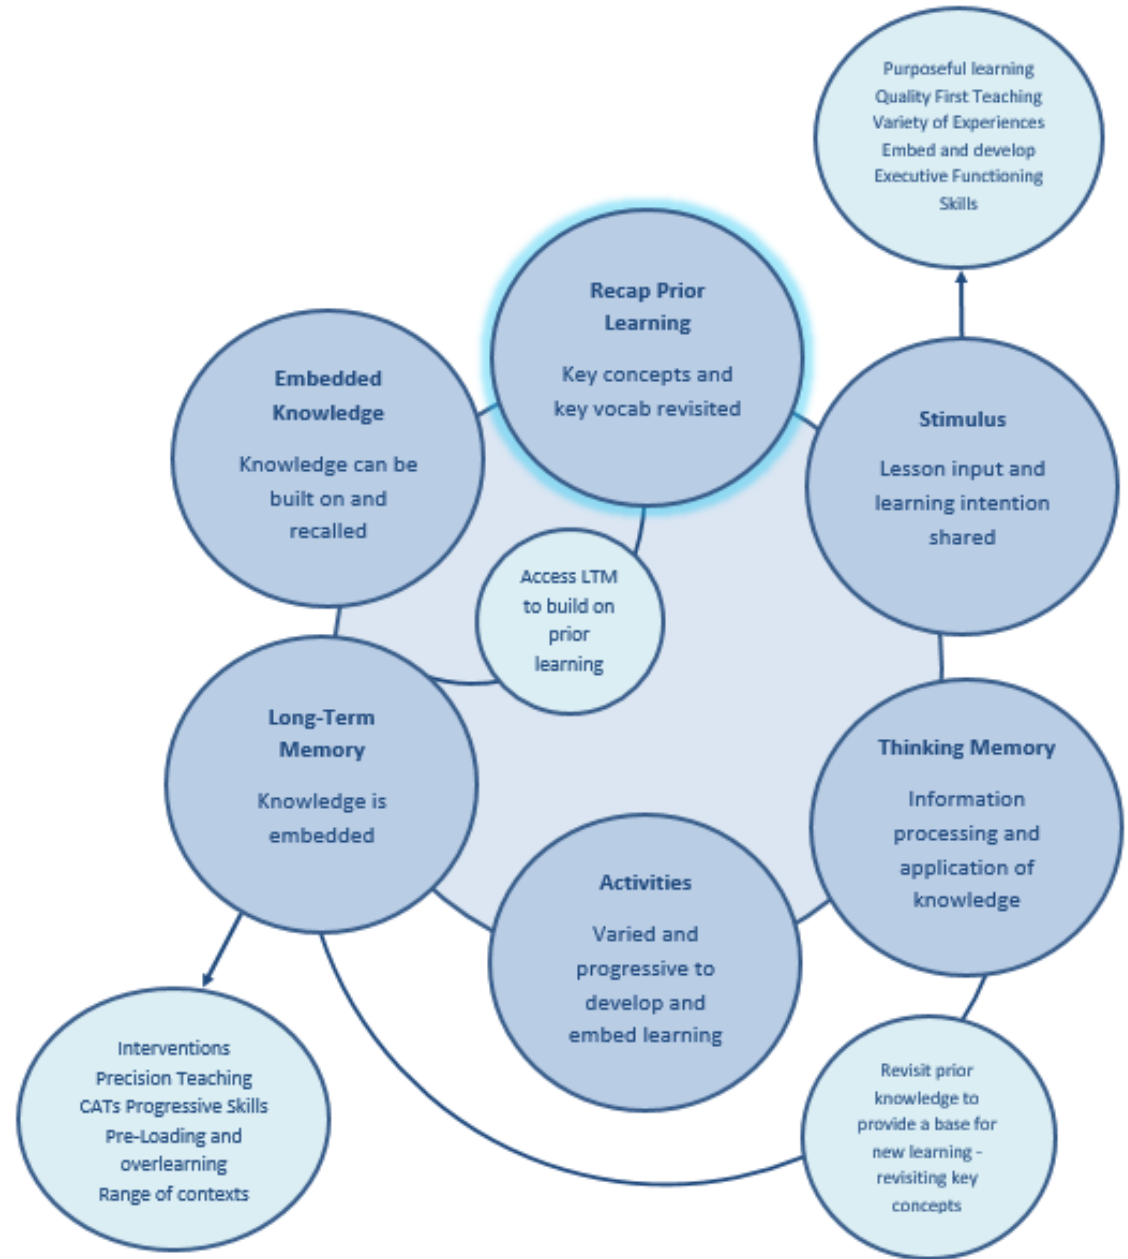 Purposeful learning
Quality First Teaching
Variety of Experiences
Embed and develop
Executive Functioning
Skills
Recap Prior
Learning
Key concepts and
key vocab revisited
Embedded
Knowledge
Knowledge can be
built on and
recalled
Stimulus
Lesson input and
learning intention
shared
Access LTM
to build on
prior
learning
Long-Term
Memory
Knowledge is
embedded
Thinking Memory
Information
processing and
application of
knowledge
Activities
Varied and
progressive to
develop and
embed learning
Interventions
Precision Teaching
CATs Progressive Skills
Pre-Loading and
overlearning
Range of contexts
Revisit prior
knowledge to
provide a base for
new learning -
revisiting key
concepts